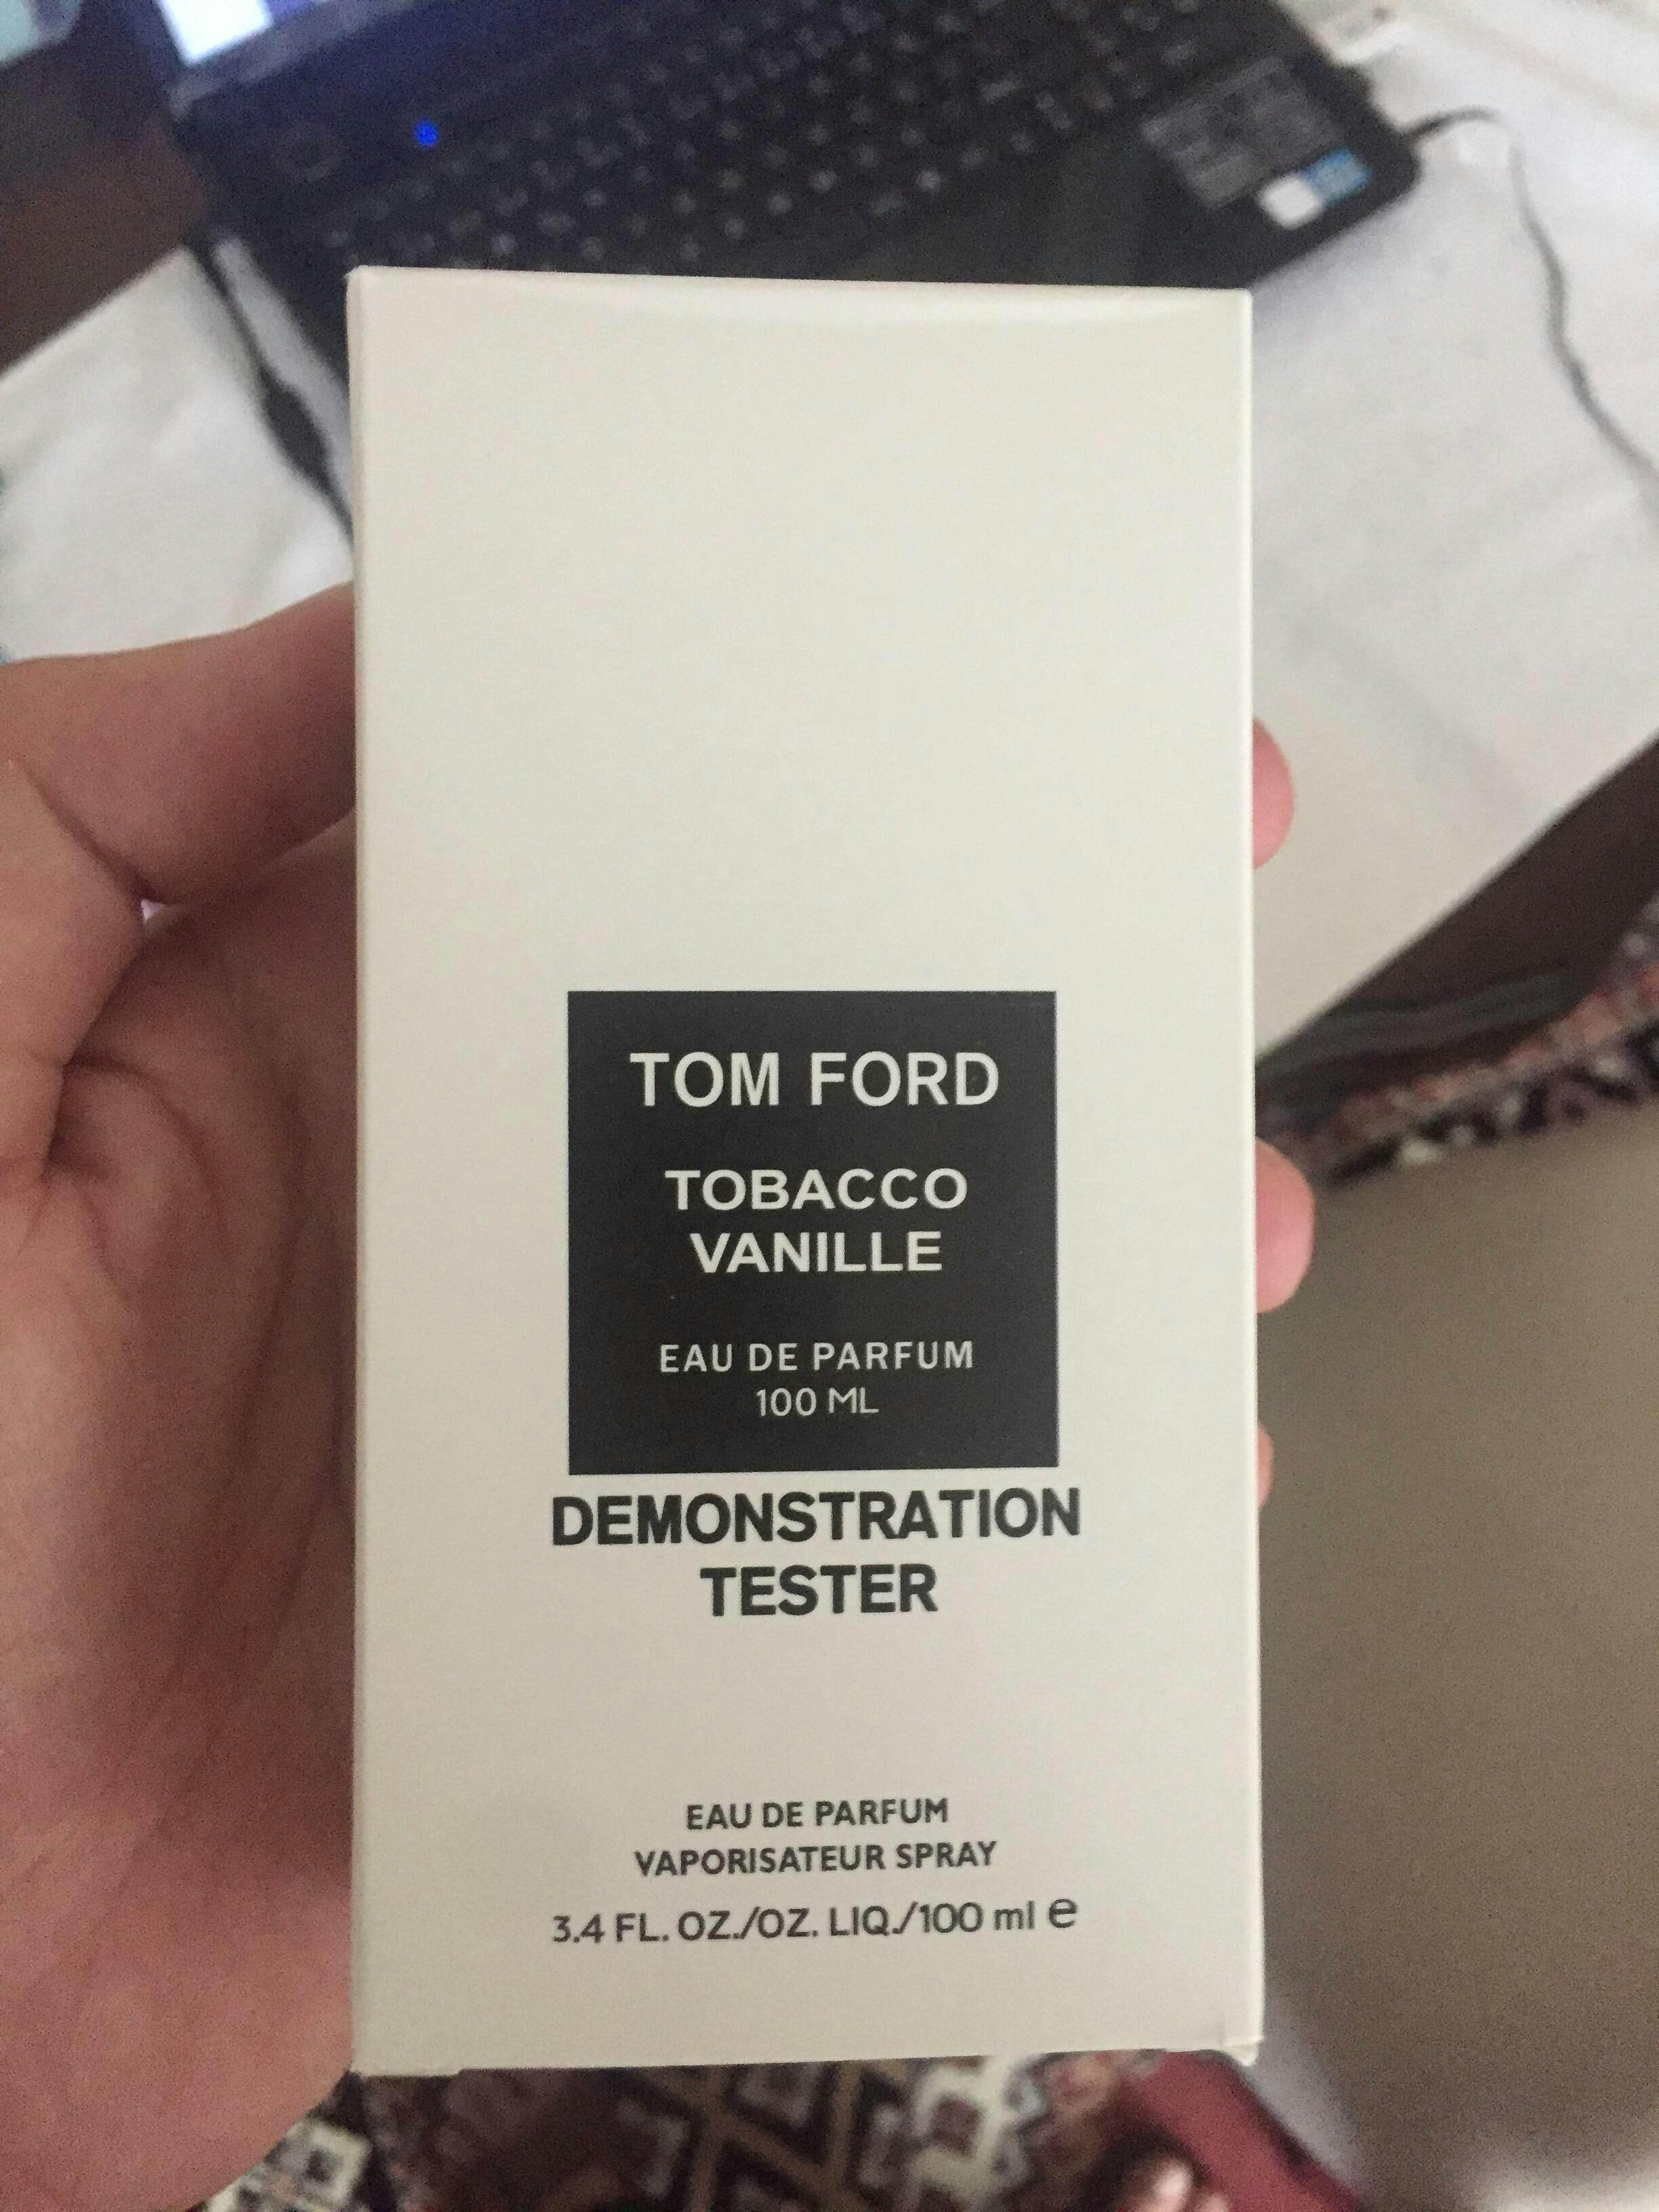 TOM FORD
TOBACCO
VANILLE
EAU DE PARFUM
100 ML
DEMONSTRATION
TESTER
EAU DE PARFUM
VAPORISATEUR SPRAY
3.4 FL. OZ./OZ. LIQ./100 ml e